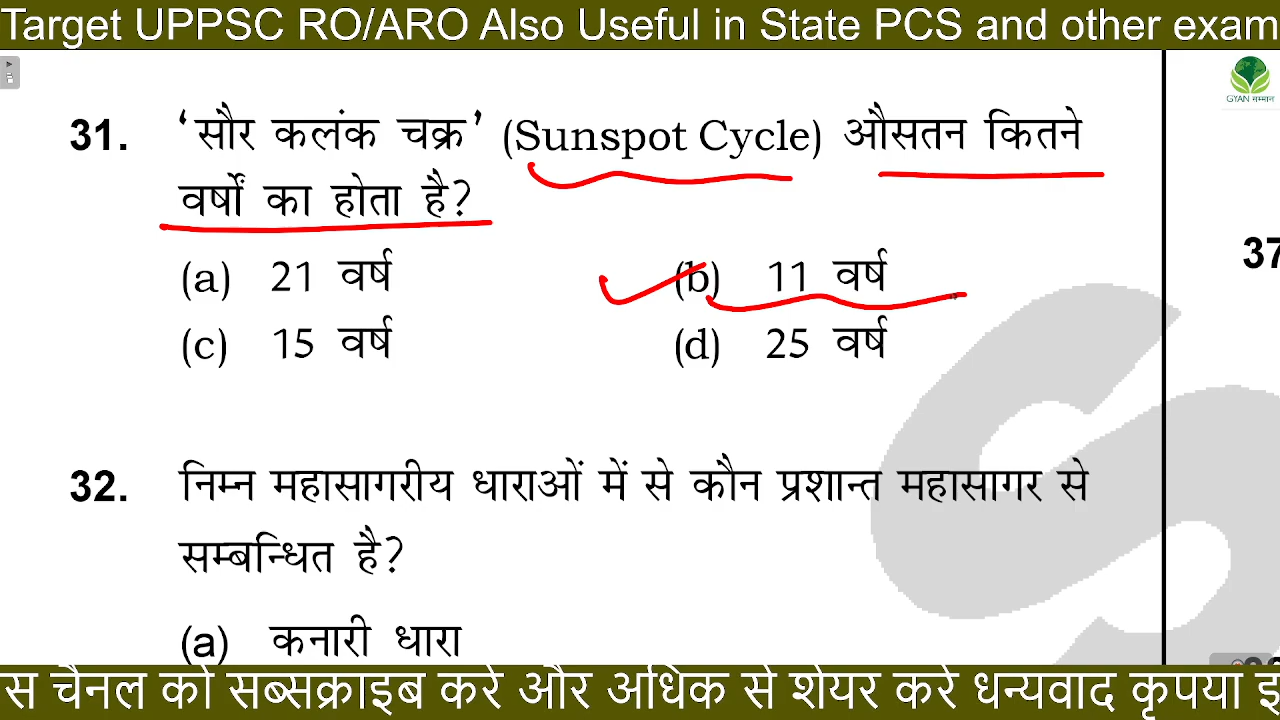 Target UPPSC RO/ARO Also Useful in State PCS and other exam
GYAN सम्मान
31. ‘सौर कलंक चक्र’ (Sunspot Cycle) औसतन कितने
वर्षों का होता है?
(a) 21 वर्ष (b) 11 वर्ष
(c) 15 वर्ष (d) 25 वर्ष
32. निम्न महासागरीय धाराओं में से कौन प्रशान्त महासागर से
सम्बन्धित है?
(a) कनारी धारा
37
स चैनल को सब्सक्राइब करे और अधिक से शेयर करे धन्यवाद कृपया इ